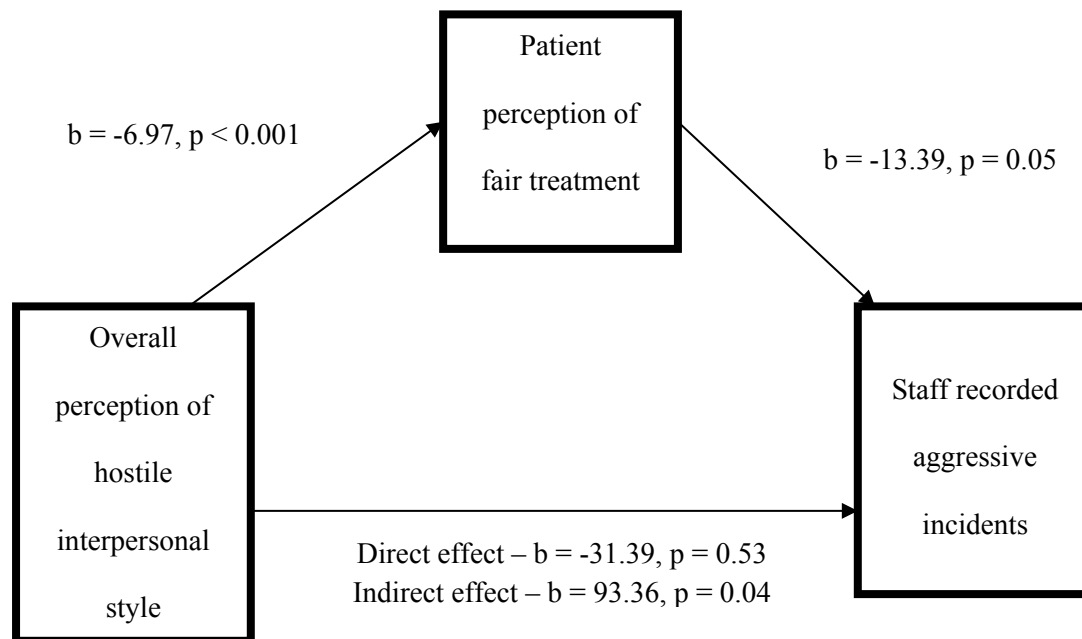 Patient
perception of
fair treatment
b = -6.97, p < 0.001
b = -13.39, p = 0.05
Overall
perception of
hostile
interpersonal
style
Staff recorded
aggressive
incidents
Direct effect – b = -31.39, p = 0.53
Indirect effect – b = 93.36, p = 0.04